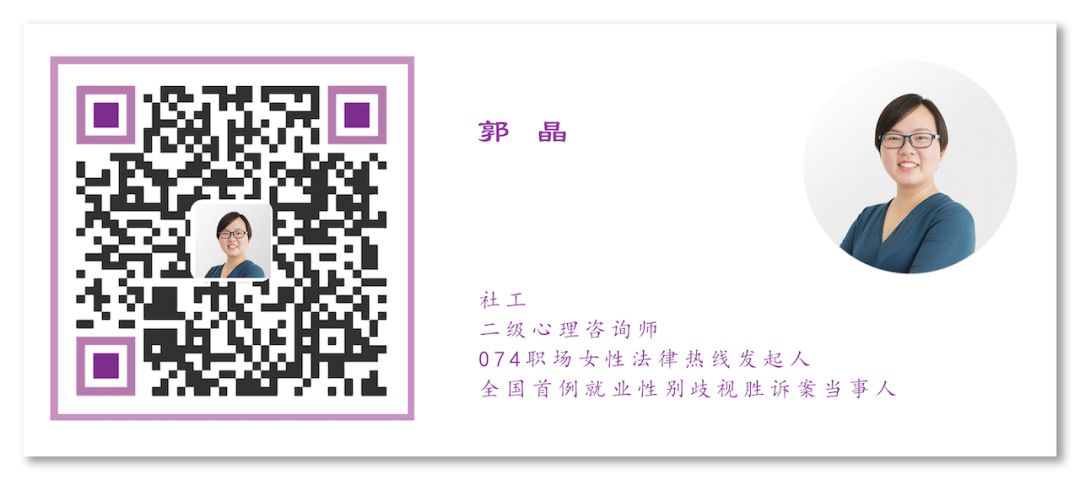 郭 晶
社工
二级心理咨询师
074职场女性法律热线发起人
全国首例就业性别歧视胜诉案当事人